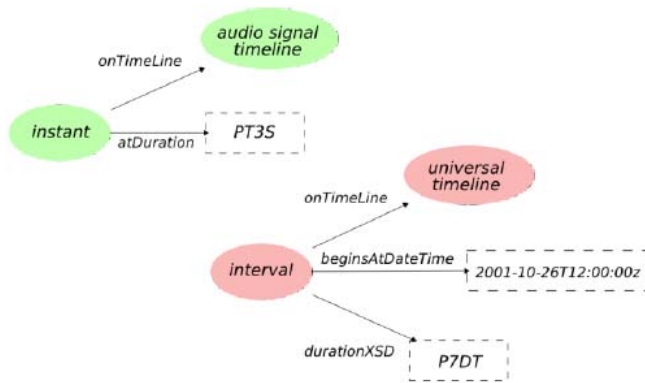 audio signal
timeline
onTimeLine
instant
atDuration
PT3S
universal
timeline
onTimeLine
beginsAtDateTime
interval
2001-10-26T12:00:00z
durationXSD
P7DT